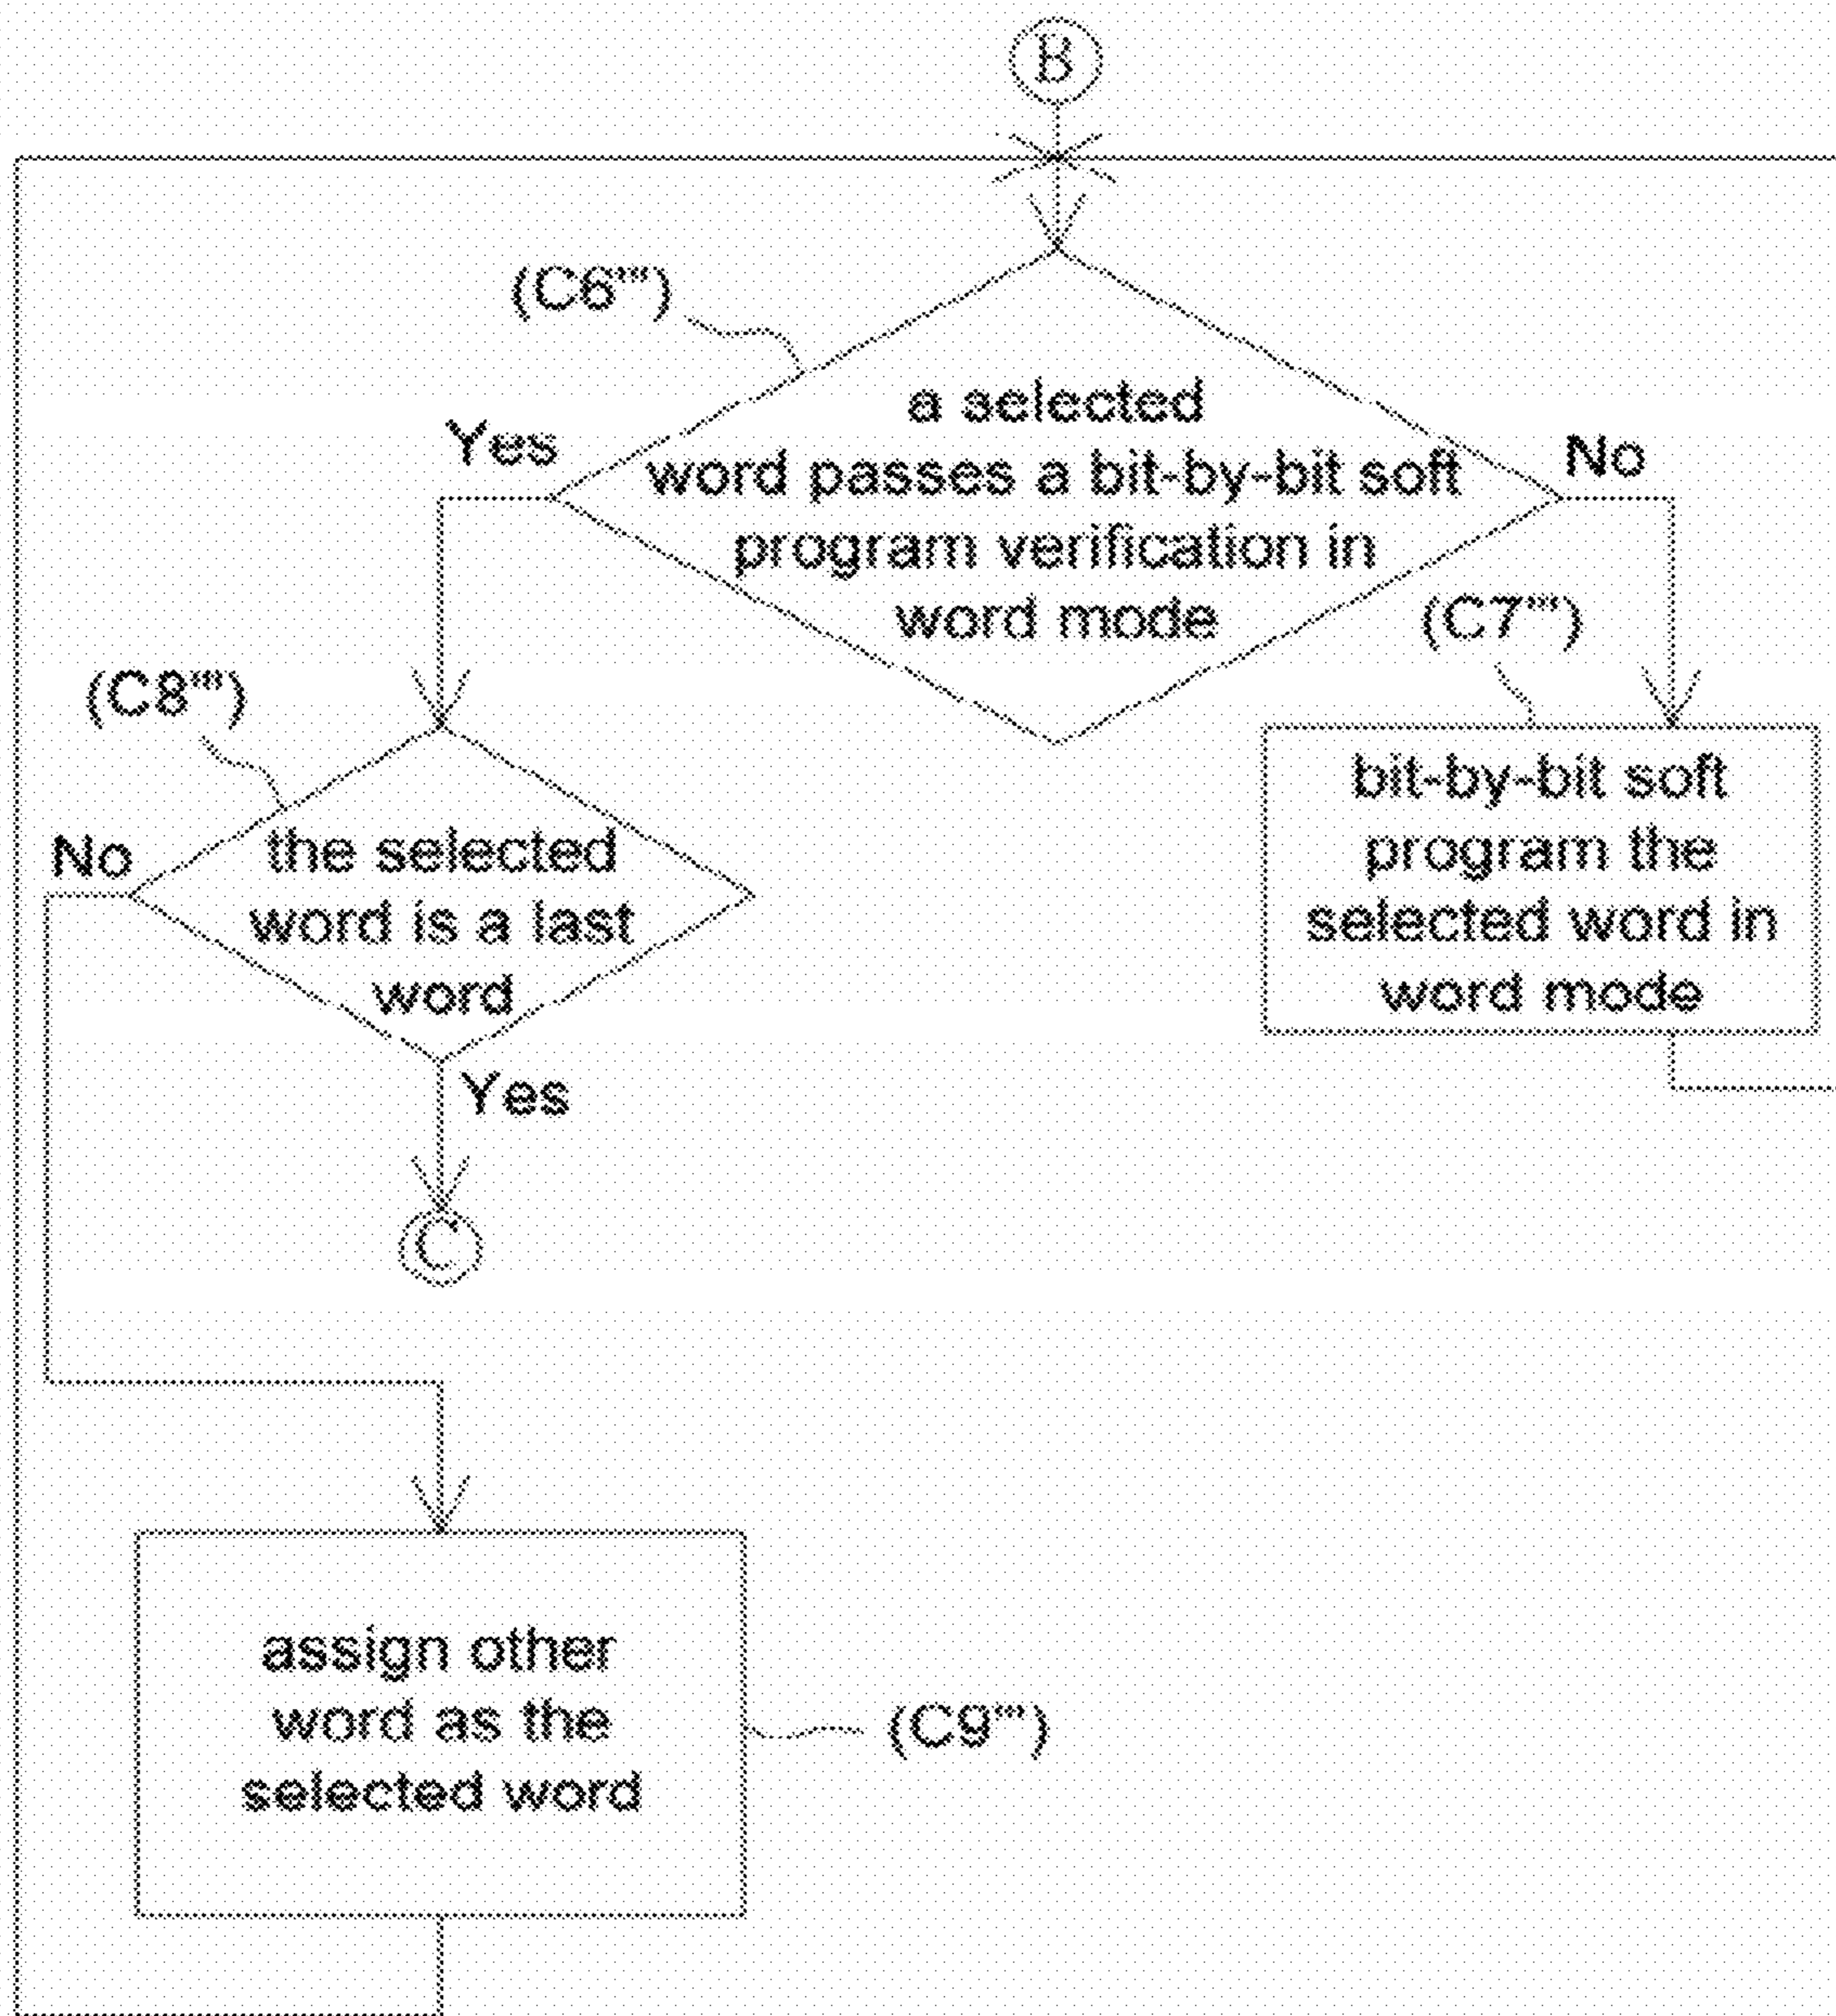 B
(C6''')
a selected
word passes a bit-by-bit soft
program verification in
word mode
Yes
No
(C7''')
bit-by-bit soft
program the
selected word in
word mode
(C8''')
the selected
word is a last
word
No
Yes
C
assign other
word as the
selected word
(C9''')